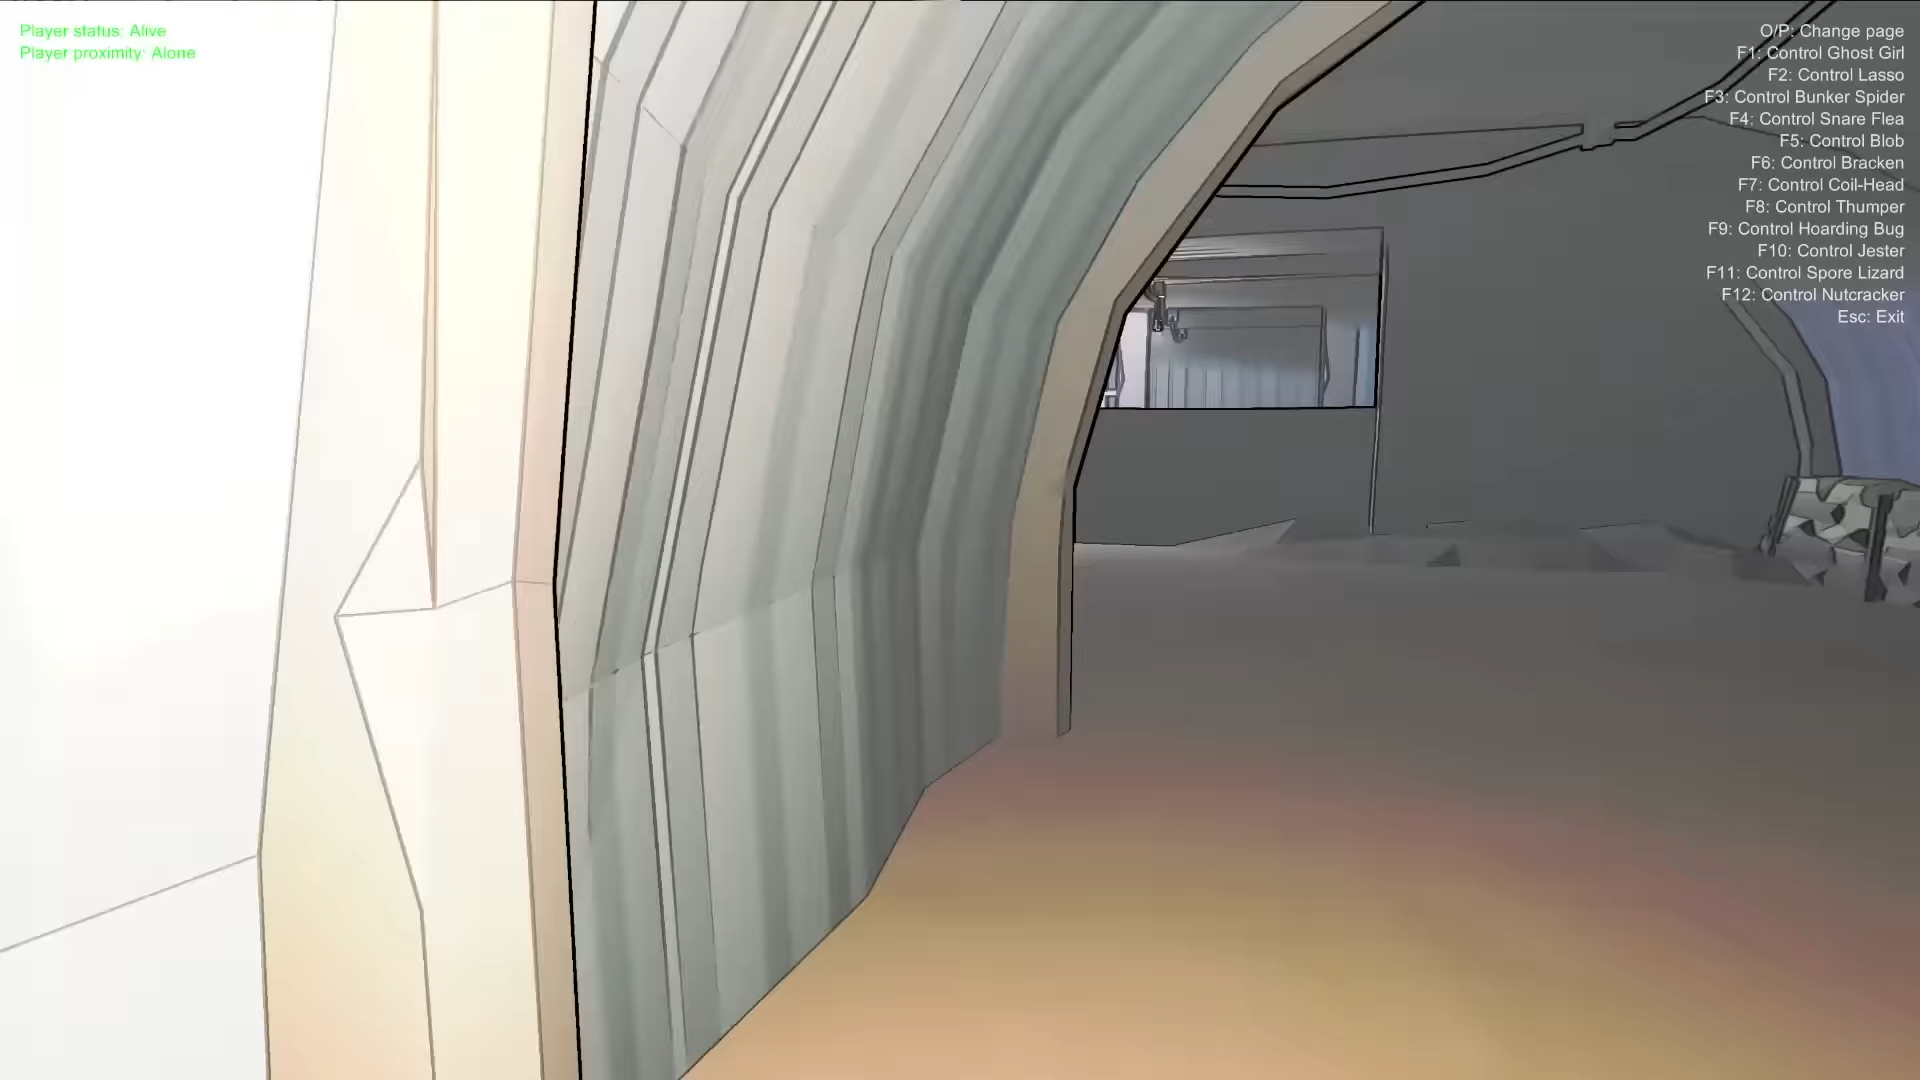 Player status: Alive
Player proximity: Alone
O/P: Change page
F1: Control Ghost Girl
F2: Control Lasso
F3: Control Bunker Spider
F4: Control Snare Flea
F5: Control Blob
F6: Control Bracken
F7: Control Coil-Head
F8: Control Thumper
F9: Control Hoarding Bug
F10: Control Jester
F11: Control Spore Lizard
F12: Control Nutcracker
Esc: Exit